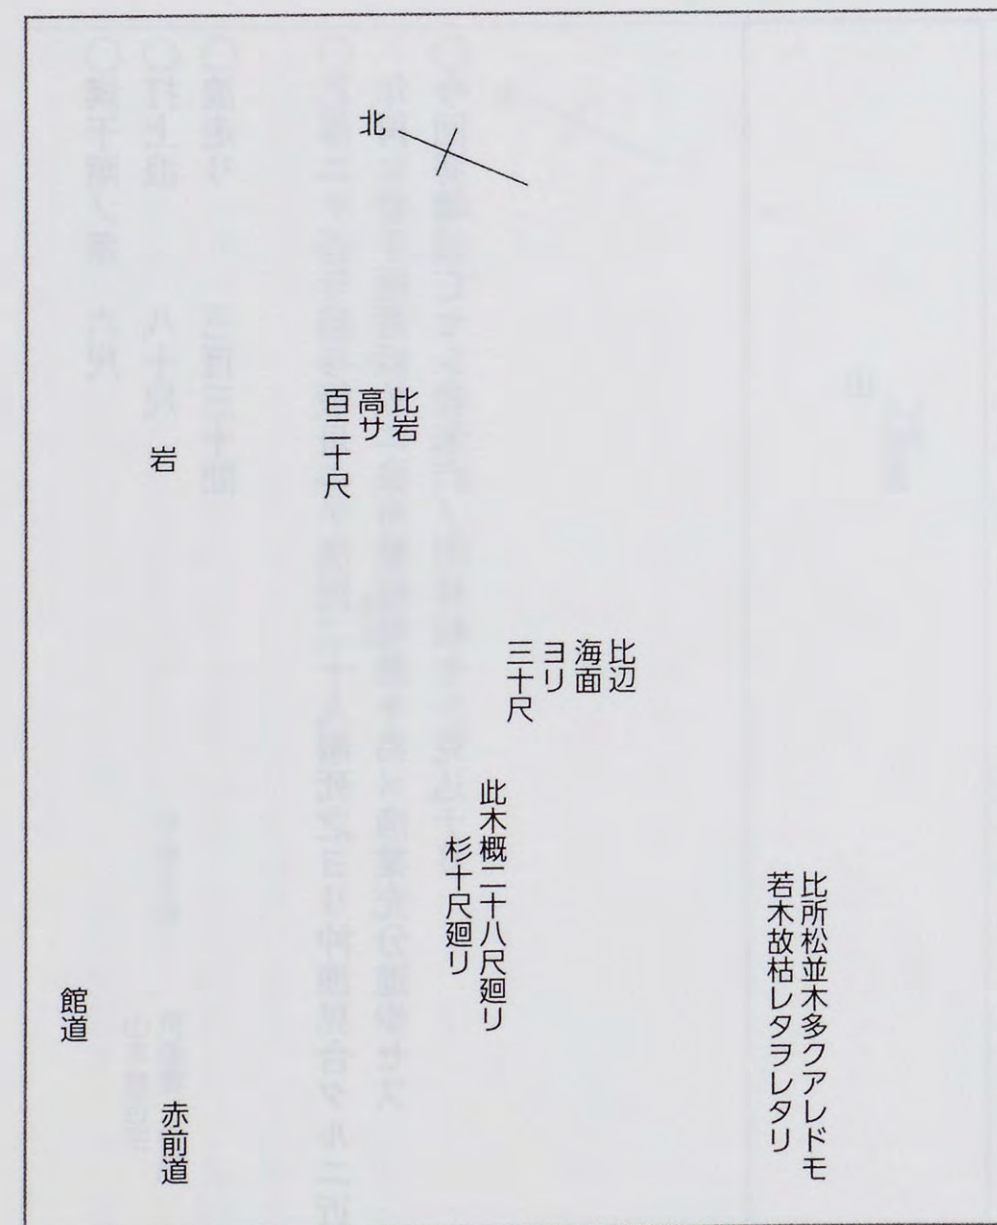 北
比岩
高サ
百二十尺
岩
比辺
海面
ヨリ
三十尺
此木概二十八尺廻リ
杉十尺廻リ
比所松並木多クアレドモ
若木故枯レタヲレタリ
館道
赤前道